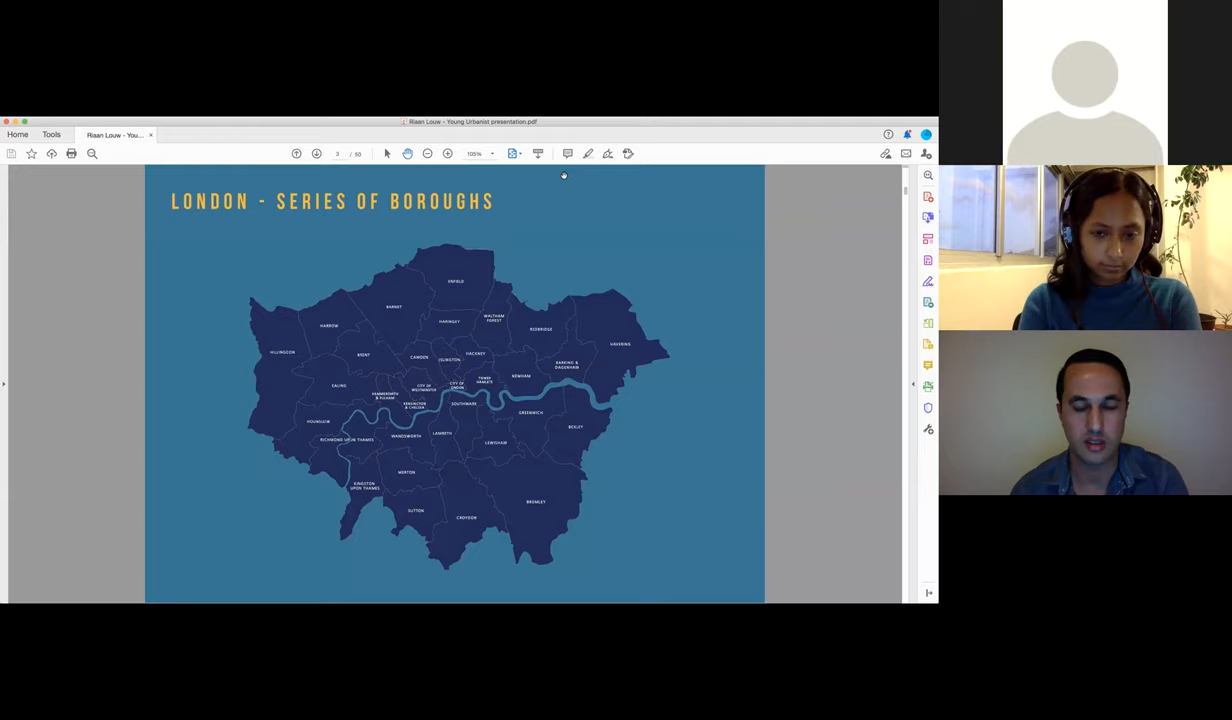 Riaan Louw - Young Urbanist presentation.pdf
Home
Tools
Riaan Louw - You... ×
3 / 50
105%
LONDON - SERIES OF BOROUGHS
ENFIELD
BARNET
HARINGEY
WALTHAM
FOREST
HARROW
REDBRIDGE
HAVERING
HILLINGDON
BRENT
CAMDEN
ISLINGTON
HACKNEY
BARKING &
DAGENHAM
EALING
CITY OF
WESTMINSTER
CITY OF
LONDON
TOWER
HAMLETS
NEWHAM
HAMMERSMITH
& FULHAM
KENSINGTON
& CHELSEA
SOUTHWARK
GREENWICH
HOUNSLOW
BEXLEY
RICHMOND UPON THAMES
WANDSWORTH
LAMBETH
LEWISHAM
MERTON
KINGSTON
UPON THAMES
SUTTON
CROYDON
BROMLEY